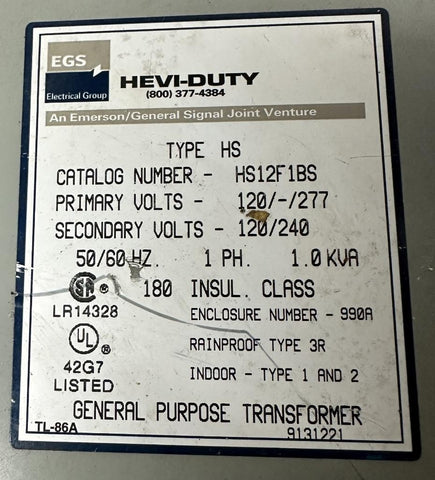 EGS
Electrical Group
HEVI-DUTY
(800) 377-4384
An Emerson/General Signal Joint Venture
TYPE HS
CATALOG NUMBER - HS12F1BS
PRIMARY VOLTS - 120/-/277
SECONDARY VOLTS - 120/240
50/60 HZ. 1 PH. 1.0 KVA
SA ® 180 INSUL. CLASS
LR14328 ENCLOSURE NUMBER - 990A
UL ® RAINPROOF TYPE 3R
42G7 INDOOR - TYPE 1 AND 2
LISTED
GENERAL PURPOSE TRANSFORMER
TL-86A 9131221